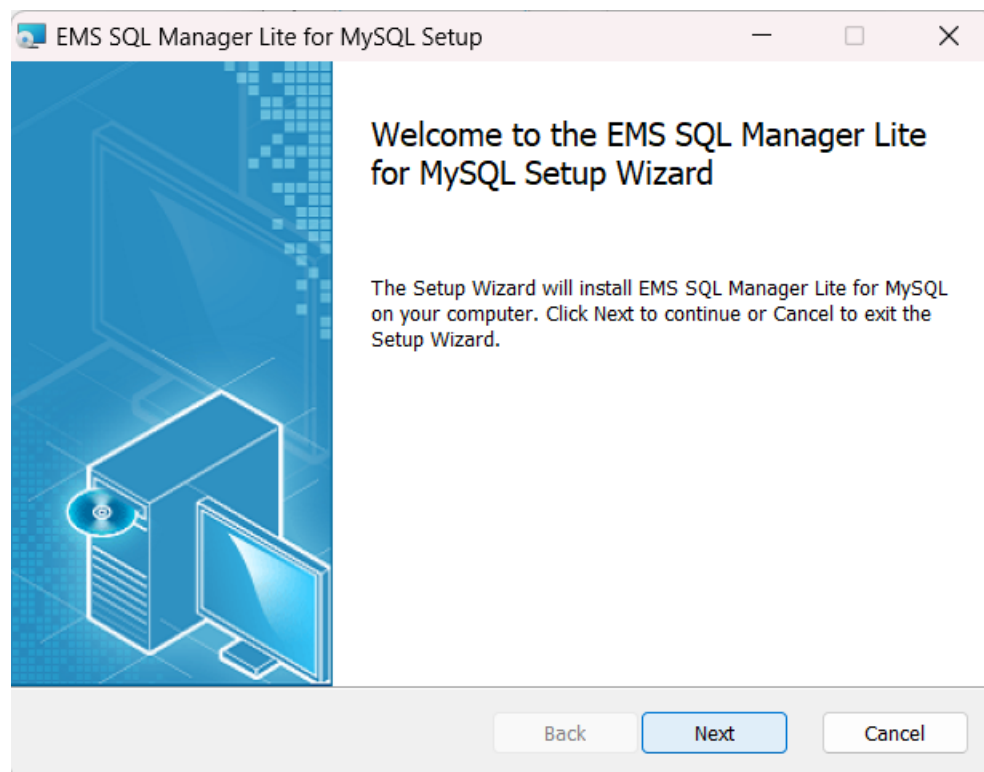 EMS SQL Manager Lite for MySQL Setup
Welcome to the EMS SQL Manager Lite
for MySQL Setup Wizard
The Setup Wizard will install EMS SQL Manager Lite for MySQL
on your computer. Click Next to continue or Cancel to exit the
Setup Wizard.
Back
Next
Cancel